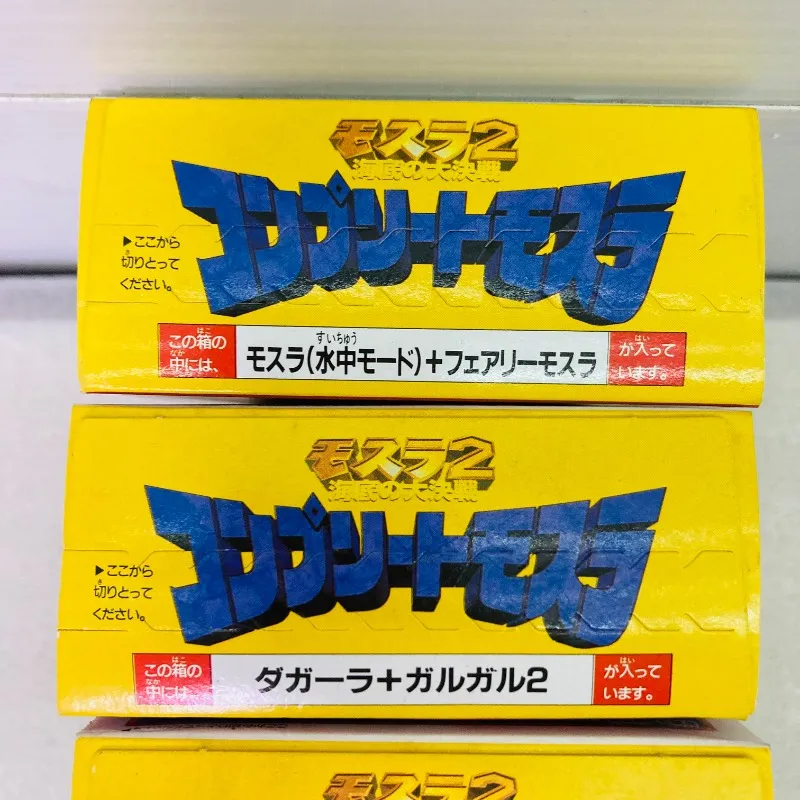 モスラ2
海底の大決戦
コンプリートモスラ
▶ここから
切りとって
ください。
この箱の
中には、
モスラ(水中モード)+フェアリーモスラ
が入って
います。
モスラ2
海底の大決戦
コンプリートモスラ
▶ここから
切りとって
ください。
この箱の
中には、
ダガーラ+ガルガル2
が入って
います。
モスラ2